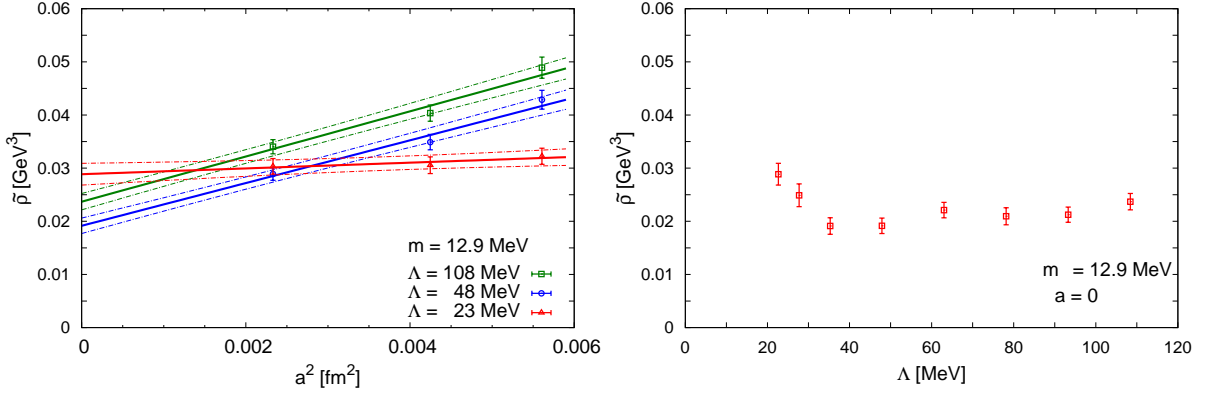 0.06
0.05
0.04
0.03
0.02
0.01
0
ρ̃ [GeV³]
m = 12.9 MeV
Λ = 108 MeV
Λ = 48 MeV
Λ = 23 MeV
0 0.002 0.004 0.006
a² [fm²]
0.06
0.05
0.04
0.03
0.02
0.01
0
ρ̃ [GeV³]
m = 12.9 MeV
a = 0
0 20 40 60 80 100 120
Λ [MeV]